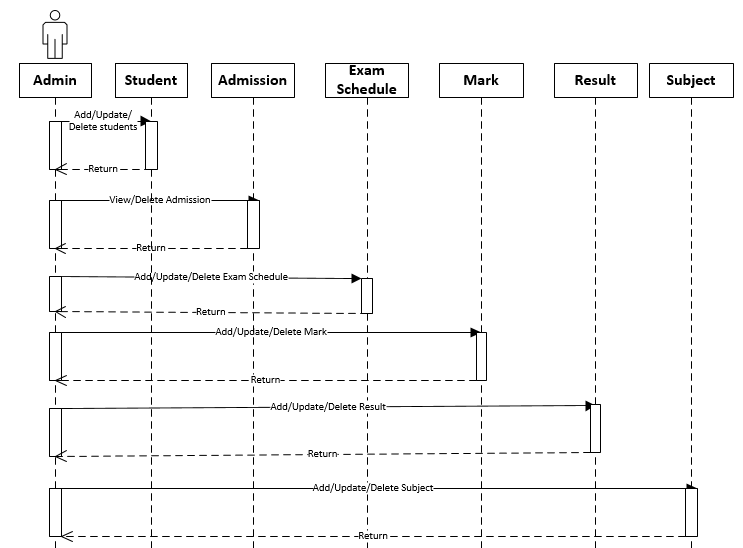 Admin
Student
Admission
Exam
Schedule
Mark
Result
Subject
Add/Update/
Delete students
Return
View/Delete Admission
Return
Add/Update/Delete Exam Schedule
Return
Add/Update/Delete Mark
Return
Add/Update/Delete Result
Return
Add/Update/Delete Subject
Return